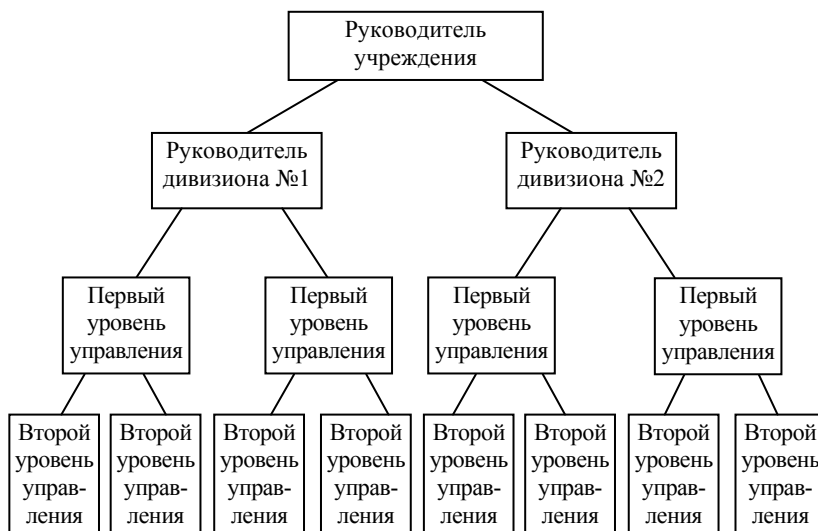 Руководитель
учреждения
Руководитель
дивизиона №1
Руководитель
дивизиона №2
Первый
уровень
управления
Первый
уровень
управления
Первый
уровень
управления
Первый
уровень
управления
Второй
уровень
управ-
ления
Второй
уровень
управ-
ления
Второй
уровень
управ-
ления
Второй
уровень
управ-
ления
Второй
уровень
управ-
ления
Второй
уровень
управ-
ления
Второй
уровень
управ-
ления
Второй
уровень
управ-
ления